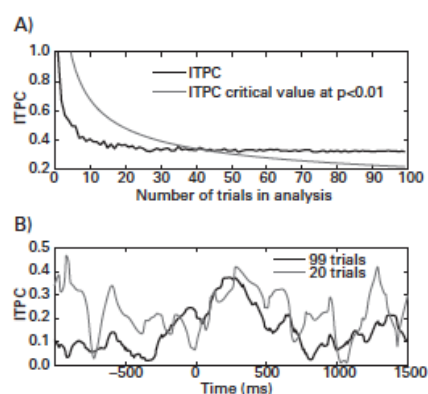 A)
1.0
0.8
0.6
0.4
0.2
ITPC
ITPC
ITPC critical value at p<0.01
0 10 20 30 40 50 60 70 80 90 100
Number of trials in analysis
B)
0.5
0.4
0.3
0.2
0.1
0.0
ITPC
99 trials
20 trials
−500 0 500 1000 1500
Time (ms)